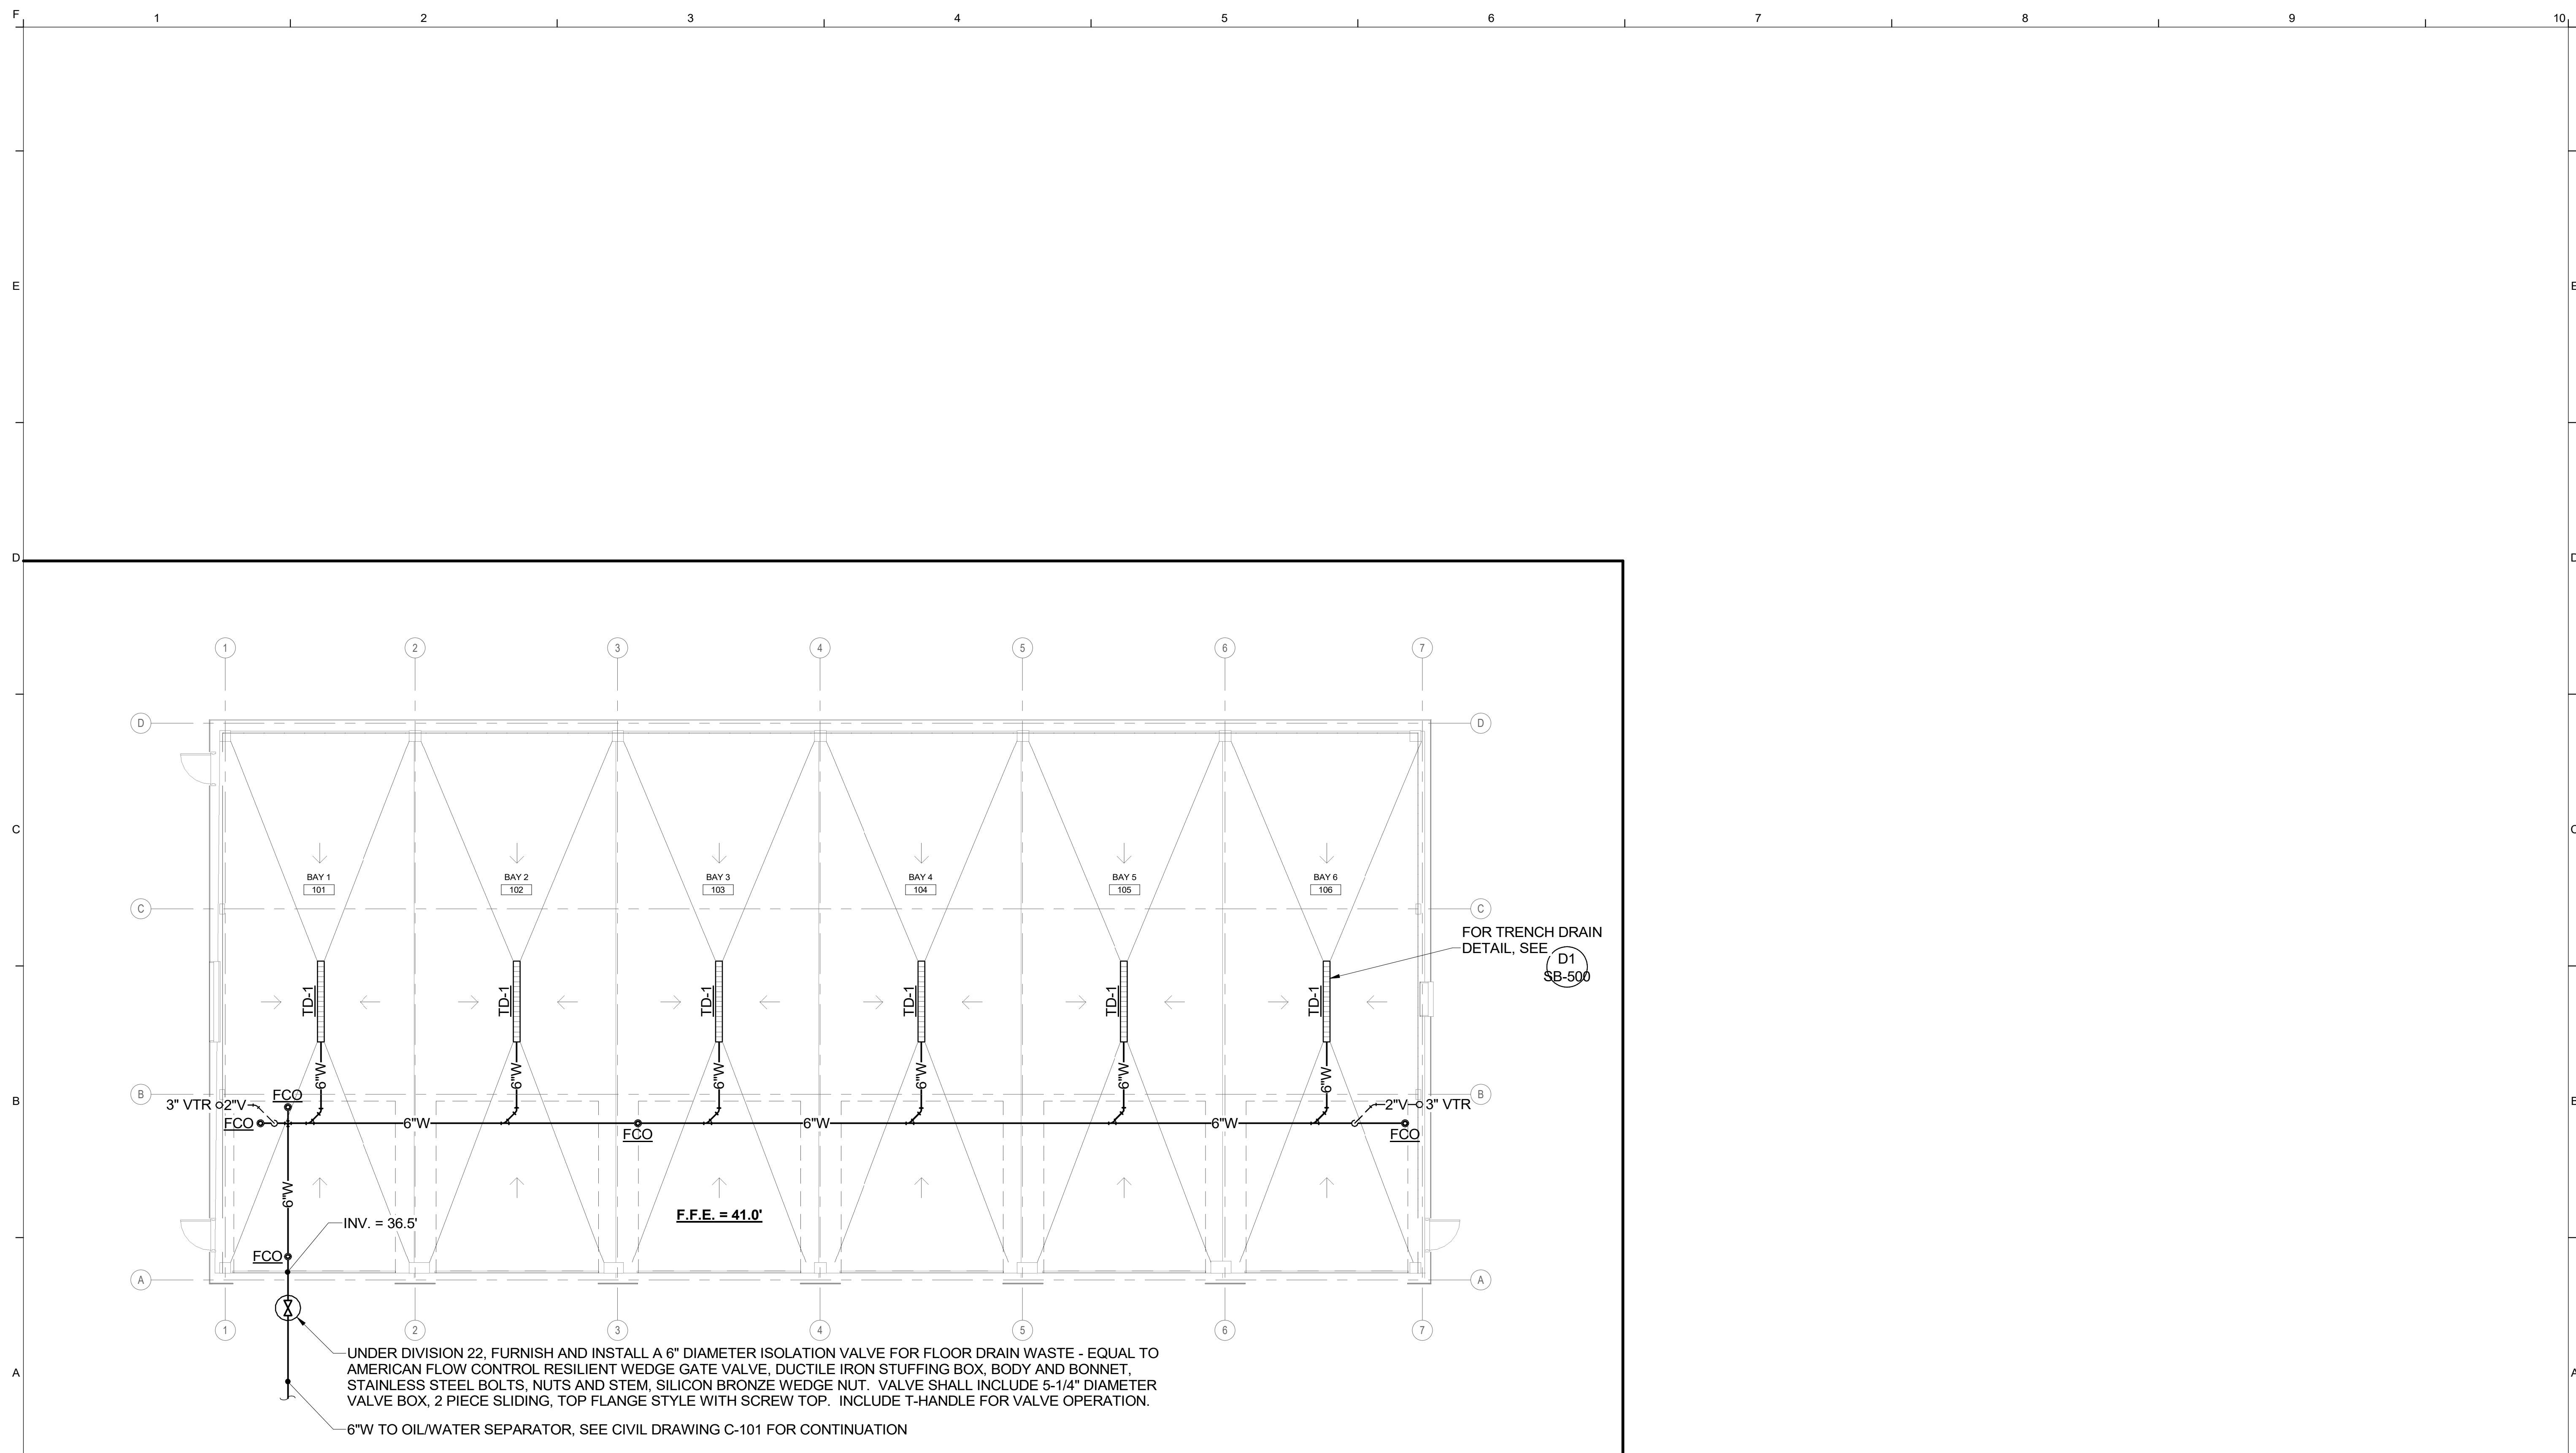 F 1 2 3 4 5 6 7 8 9 10
E E
D D
1 2 3 4 5 6 7
D D
C C
BAY 1 BAY 2 BAY 3 BAY 4 BAY 5 BAY 6
101 102 103 104 105 106
C C
FOR TRENCH DRAIN
DETAIL, SEE
D1
SB-500
TD-1 TD-1 TD-1 TD-1 TD-1 TD-1
6"W 6"W 6"W 6"W 6"W 6"W
B B
B B
FCO
3" VTR 2"V 2"V 3" VTR
FCO 6"W 6"W 6"W
FCO FCO
6"W
F.F.E. = 41.0'
INV. = 36.5'
FCO
A A
1 2 3 4 5 6 7
A A
UNDER DIVISION 22, FURNISH AND INSTALL A 6" DIAMETER ISOLATION VALVE FOR FLOOR DRAIN WASTE - EQUAL TO
AMERICAN FLOW CONTROL RESILIENT WEDGE GATE VALVE, DUCTILE IRON STUFFING BOX, BODY AND BONNET,
STAINLESS STEEL BOLTS, NUTS AND STEM, SILICON BRONZE WEDGE NUT. VALVE SHALL INCLUDE 5-1/4" DIAMETER
VALVE BOX, 2 PIECE SLIDING, TOP FLANGE STYLE WITH SCREW TOP. INCLUDE T-HANDLE FOR VALVE OPERATION.
6"W TO OIL/WATER SEPARATOR, SEE CIVIL DRAWING C-101 FOR CONTINUATION